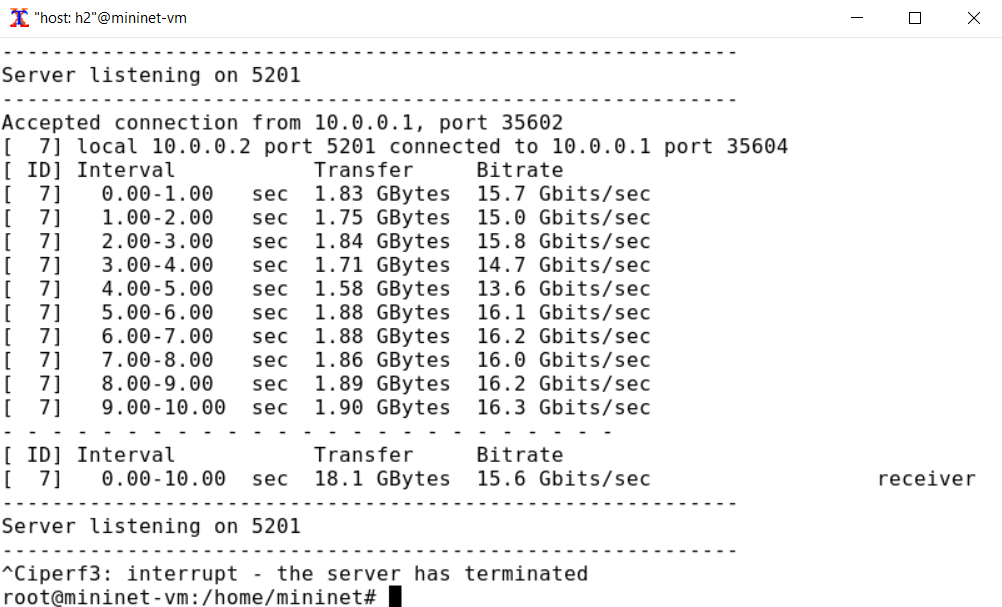 "host: h2"@mininet-vm
-----------------------------------------------------------
Server listening on 5201
-----------------------------------------------------------
Accepted connection from 10.0.0.1, port 35602
[  7] local 10.0.0.2 port 5201 connected to 10.0.0.1 port 35604
[ ID] Interval           Transfer     Bitrate
[  7]   0.00-1.00   sec  1.83 GBytes  15.7 Gbits/sec
[  7]   1.00-2.00   sec  1.75 GBytes  15.0 Gbits/sec
[  7]   2.00-3.00   sec  1.84 GBytes  15.8 Gbits/sec
[  7]   3.00-4.00   sec  1.71 GBytes  14.7 Gbits/sec
[  7]   4.00-5.00   sec  1.58 GBytes  13.6 Gbits/sec
[  7]   5.00-6.00   sec  1.88 GBytes  16.1 Gbits/sec
[  7]   6.00-7.00   sec  1.88 GBytes  16.2 Gbits/sec
[  7]   7.00-8.00   sec  1.86 GBytes  16.0 Gbits/sec
[  7]   8.00-9.00   sec  1.89 GBytes  16.2 Gbits/sec
[  7]   9.00-10.00  sec  1.90 GBytes  16.3 Gbits/sec
- - - - - - - - - - - - - - - - - - - - - - - - -
[ ID] Interval           Transfer     Bitrate
[  7]   0.00-10.00  sec  18.1 GBytes  15.6 Gbits/sec                  receiver
-----------------------------------------------------------
Server listening on 5201
-----------------------------------------------------------
^Ciperf3: interrupt - the server has terminated
root@mininet-vm:/home/mininet#